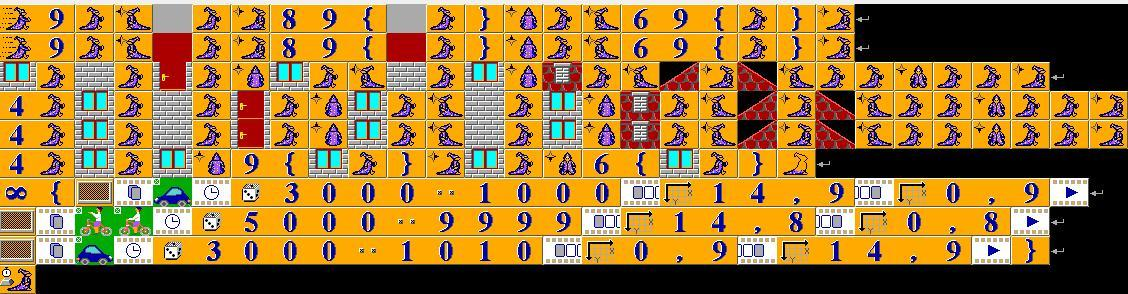 9 8 9 { } 6 9 { }
9 8 9 { } 6 9 { }
4
4
4 9 { } 6 { }
∞ { 3 0 0 0 .. 1 0 0 0 X Y 1 4 , 9 X Y 0 , 9
5 0 0 0 .. 9 9 9 9 X Y 1 4 , 8 X Y 0 , 8
3 0 0 0 .. 1 0 1 0 X Y 0 , 9 X Y 1 4 , 9 }